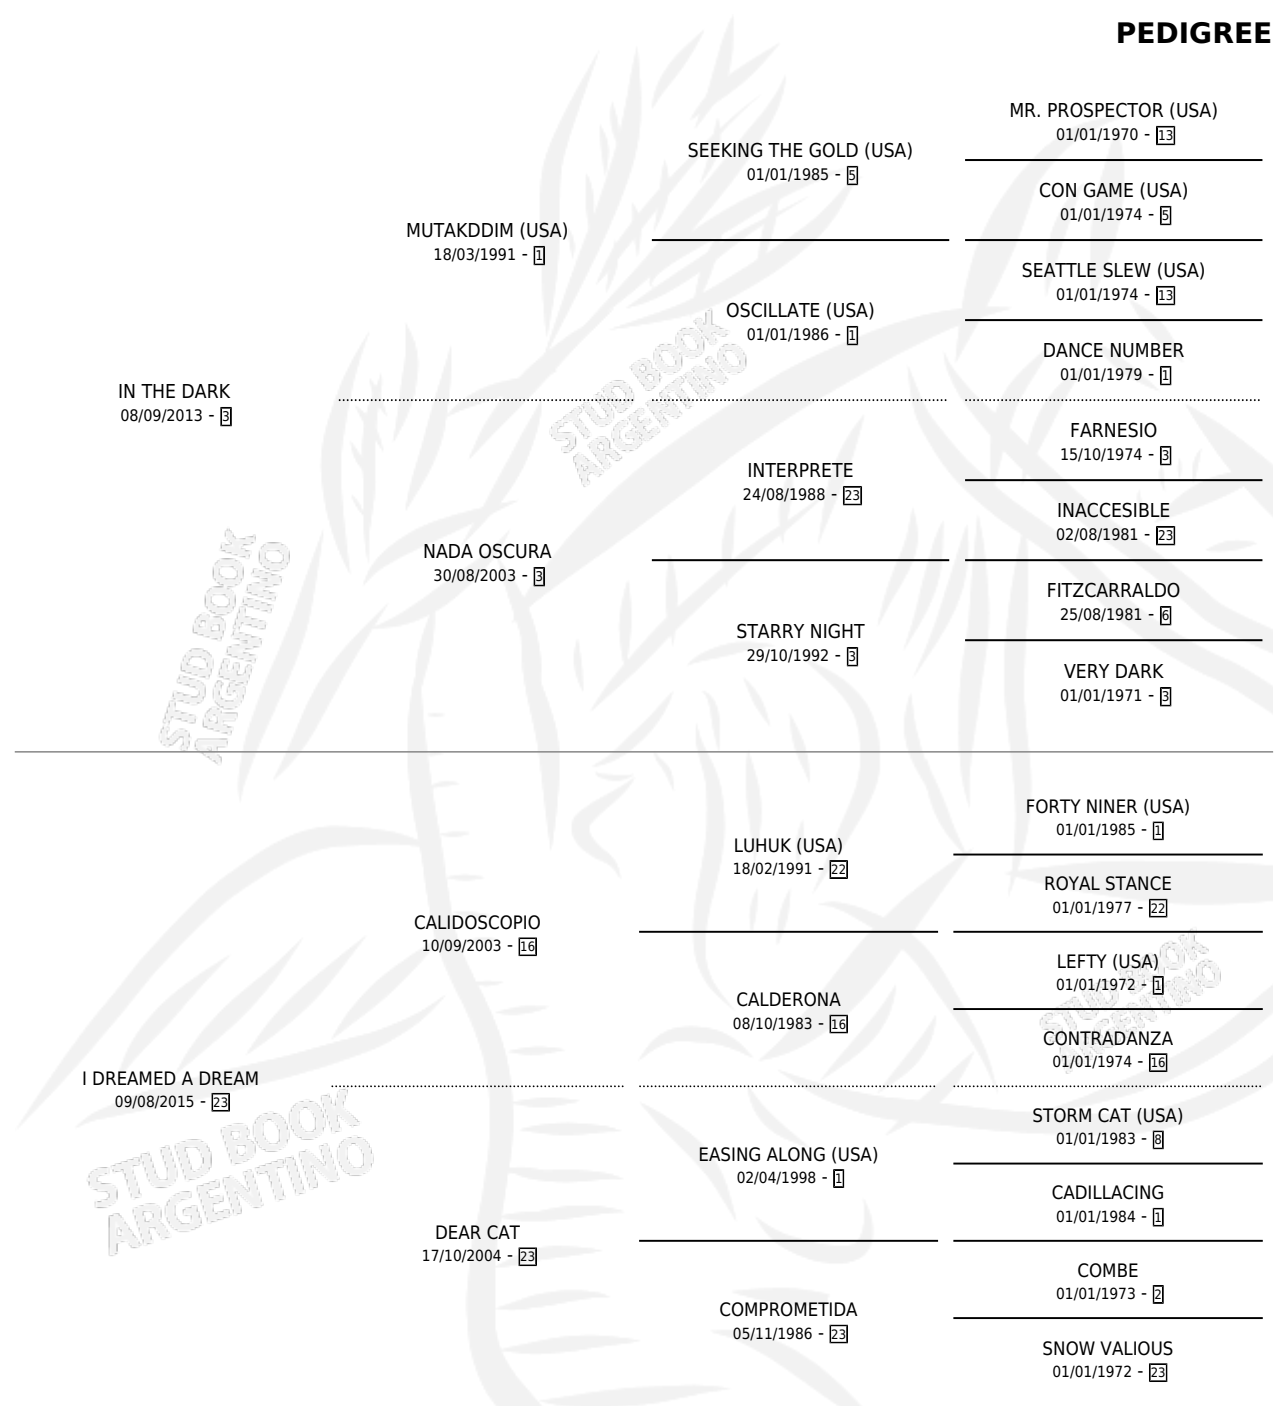 PEDIGREE
MR. PROSPECTOR (USA)
01/01/1970 - 13
SEEKING THE GOLD (USA)
01/01/1985 - 5
CON GAME (USA)
01/01/1974 - 5
MUTAKDDIM (USA)
18/03/1991 - 1
SEATTLE SLEW (USA)
01/01/1974 - 13
OSCILLATE (USA)
01/01/1986 - 1
DANCE NUMBER
01/01/1979 - 1
IN THE DARK
08/09/2013 - 3
FARNESIO
15/10/1974 - 3
INTERPRETE
24/08/1988 - 23
INACCESIBLE
02/08/1981 - 23
NADA OSCURA
30/08/2003 - 3
FITZCARRALDO
25/08/1981 - 6
STARRY NIGHT
29/10/1992 - 3
VERY DARK
01/01/1971 - 3
FORTY NINER (USA)
01/01/1985 - 1
LUHUK (USA)
18/02/1991 - 22
ROYAL STANCE
01/01/1977 - 22
CALIDOSCOPIO
10/09/2003 - 16
LEFTY (USA)
01/01/1972 - 1
CALDERONA
08/10/1983 - 16
CONTRADANZA
01/01/1974 - 16
I DREAMED A DREAM
09/08/2015 - 23
STORM CAT (USA)
01/01/1983 - 8
EASING ALONG (USA)
02/04/1998 - 1
CADILLACING
01/01/1984 - 1
DEAR CAT
17/10/2004 - 23
COMBE
01/01/1973 - 2
COMPROMETIDA
05/11/1986 - 23
SNOW VALIOUS
01/01/1972 - 23
STUD BOOK
ARGENTINO
STUD BOOK
ARGENTINO
STUD BOOK
ARGENTINO
STUD BOOK
ARGENTINO